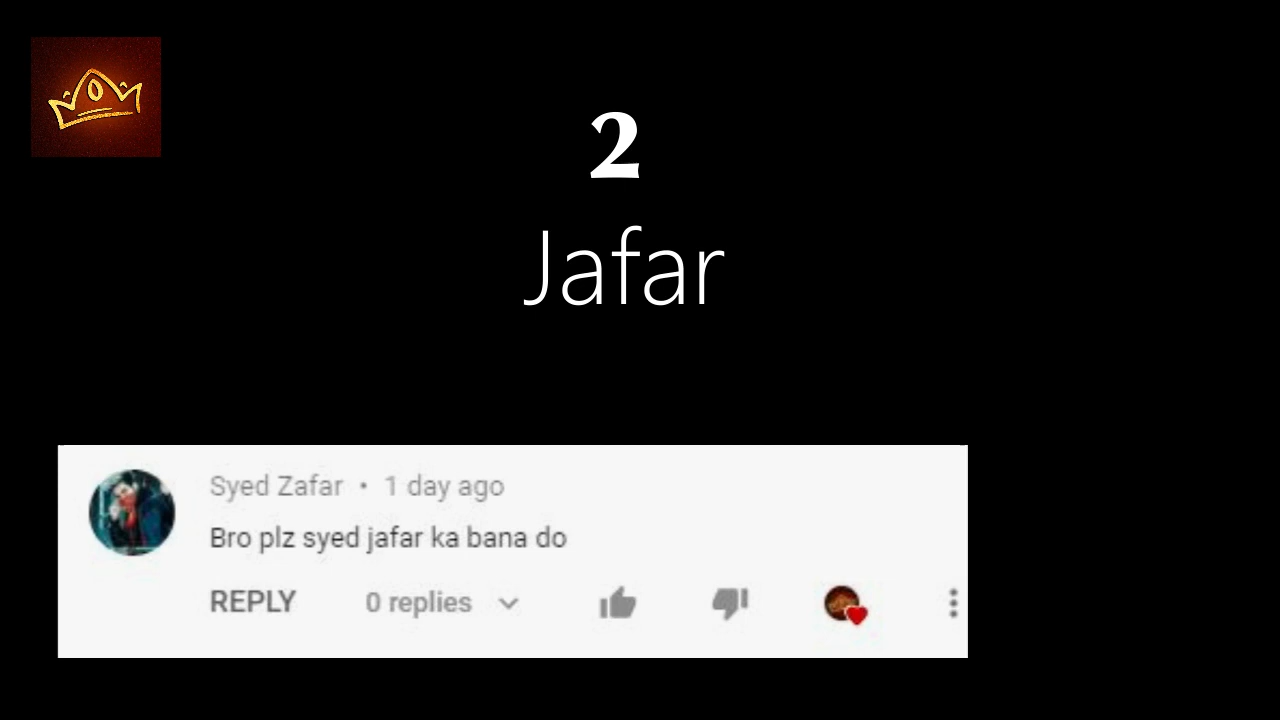 2
Jafar
Syed Zafar • 1 day ago
Bro plz syed jafar ka bana do
REPLY 0 replies